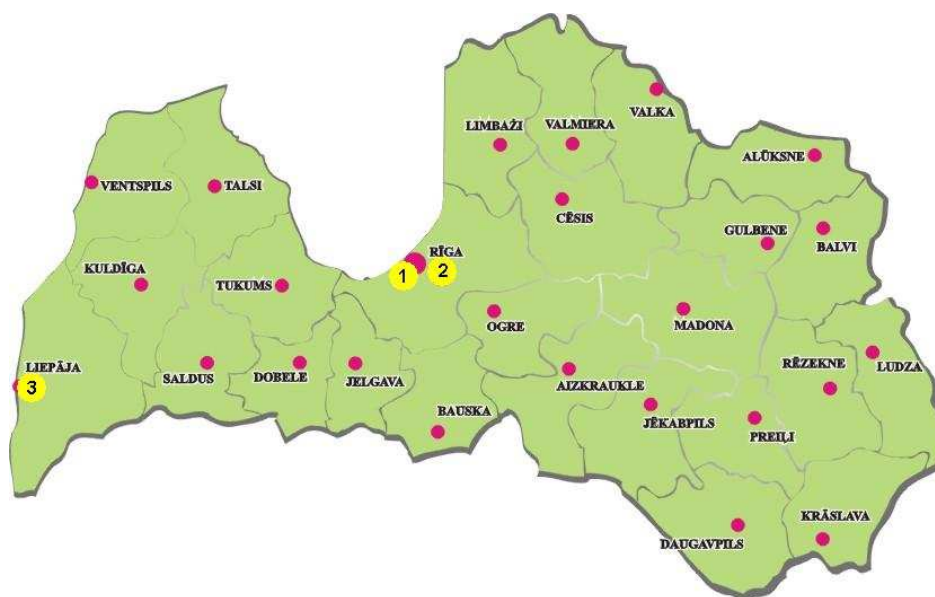 VALKA
LIMBAŽI
VALMIERA
ALŪKSNE
VENTSPILS
TALSI
CĒSIS
GULBENE
BALVI
RĪGA
1
2
KULDĪGA
TUKUMS
OGRE
MADONA
LIEPĀJA
3
SALDUS
DOBELE
JELGAVA
AIZKRAUKLE
RĒZEKNE
LUDZA
BAUSKA
JĒKABPILS
PREIĻI
KRĀSLAVA
DAUGAVPILS